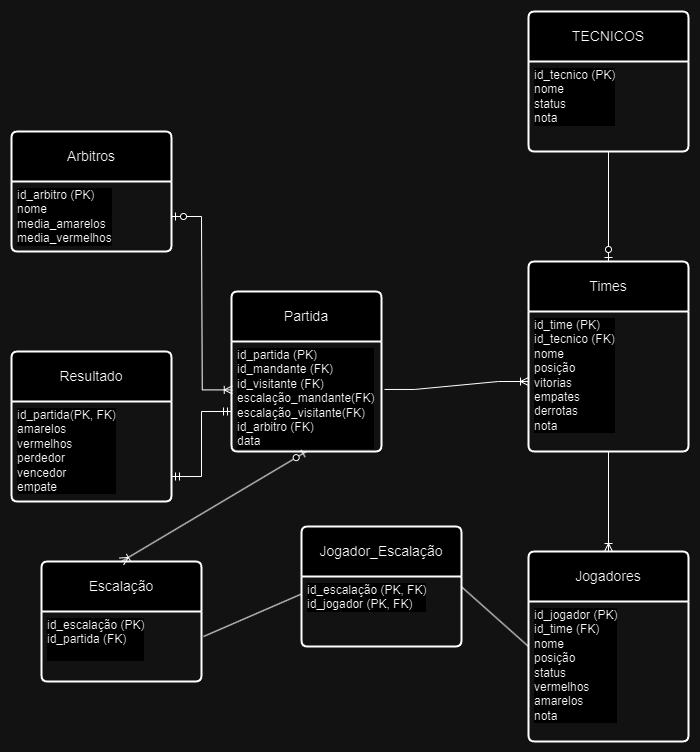 TECNICOS
id_tecnico (PK)
nome
status
nota
Arbitros
id_arbitro (PK)
nome
media_amarelos
media_vermelhos
Times
id_time (PK)
id_tecnico (FK)
nome
posição
vitorias
empates
derrotas
nota
Partida
id_partida (PK)
id_mandante (FK)
id_visitante (FK)
escalação_mandante(FK)
escalação_visitante(FK)
id_arbitro (FK)
data
Resultado
id_partida(PK, FK)
amarelos
vermelhos
perdedor
vencedor
empate
Jogador_Escalação
id_escalação (PK, FK)
id_jogador (PK, FK)
Escalação
id_escalação (PK)
id_partida (FK)
Jogadores
id_jogador (PK)
id_time (FK)
nome
posição
status
vermelhos
amarelos
nota